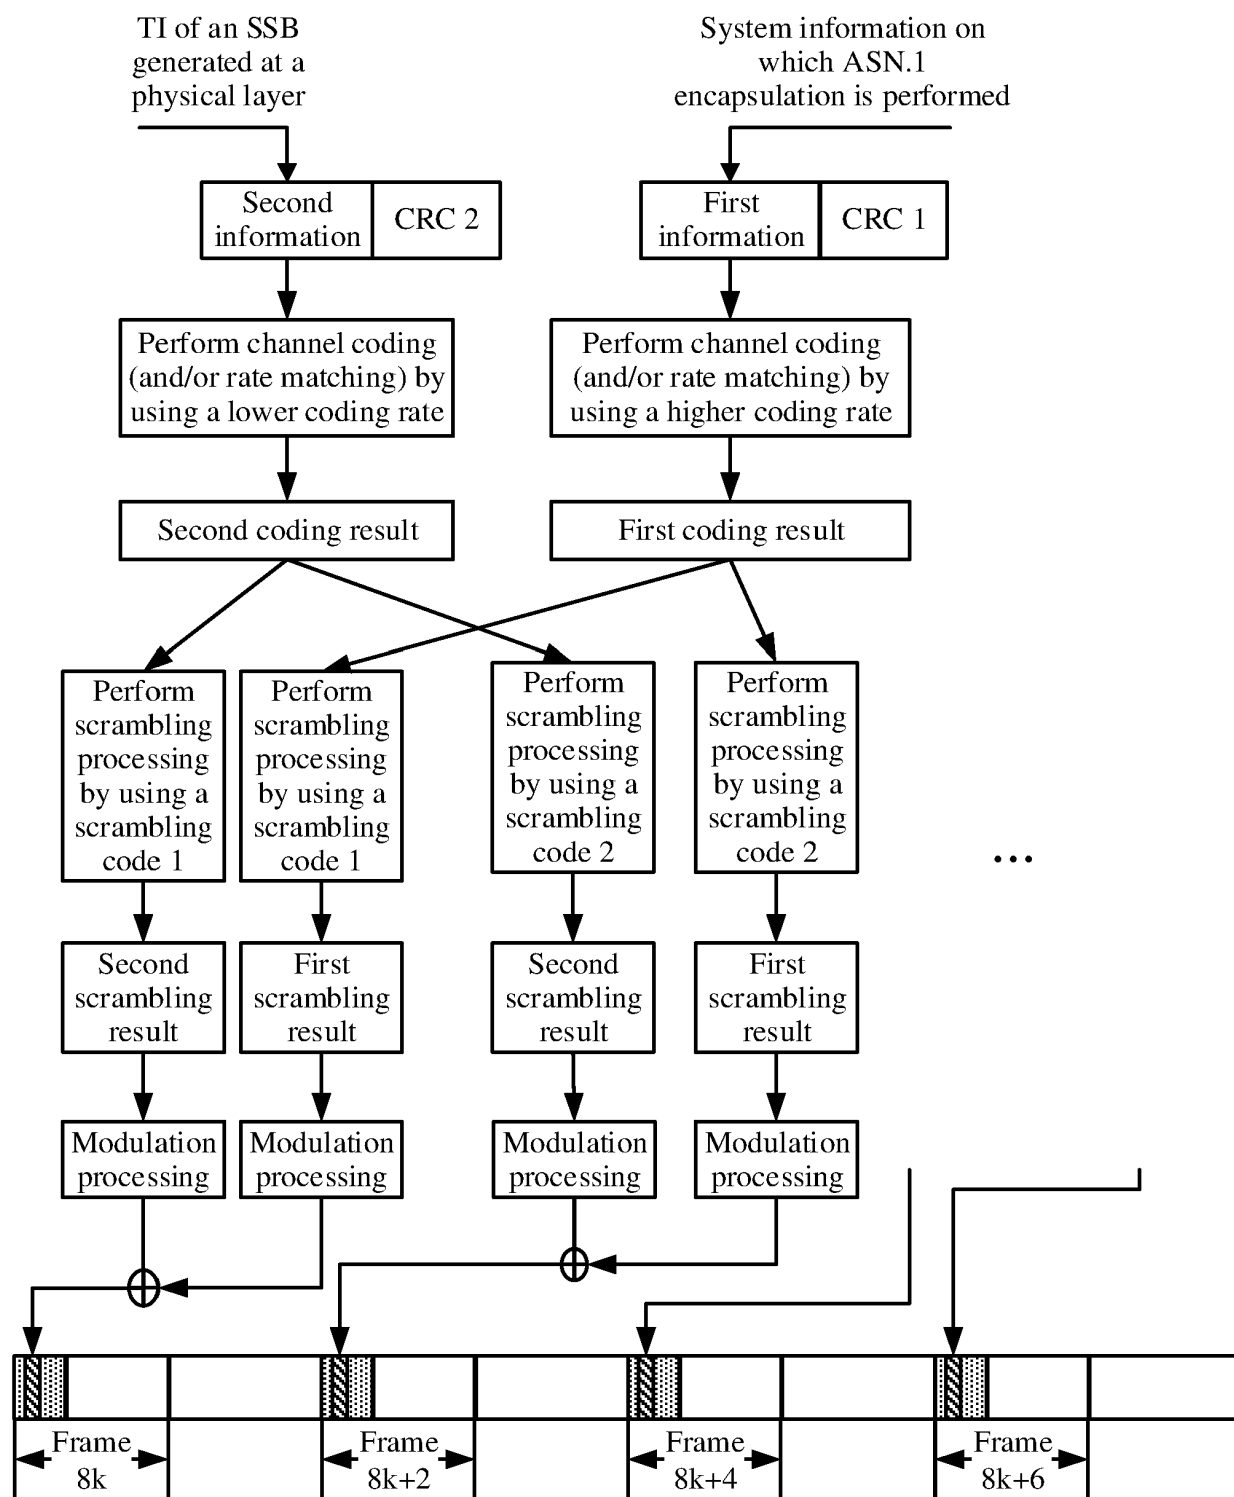 TI of an SSB
generated at a
physical layer
System information on
which ASN.1
encapsulation is performed
Second
information
CRC 2
First
information
CRC 1
Perform channel coding
(and/or rate matching) by
using a lower coding rate
Perform channel coding
(and/or rate matching) by
using a higher coding rate
Second coding result
First coding result
Perform
scrambling
processing
by using a
scrambling
code 1
Perform
scrambling
processing
by using a
scrambling
code 1
Perform
scrambling
processing
by using a
scrambling
code 2
Perform
scrambling
processing
by using a
scrambling
code 2
...
Second
scrambling
result
First
scrambling
result
Second
scrambling
result
First
scrambling
result
Modulation
processing
Modulation
processing
Modulation
processing
Modulation
processing
Frame
8k
Frame
8k+2
Frame
8k+4
Frame
8k+6